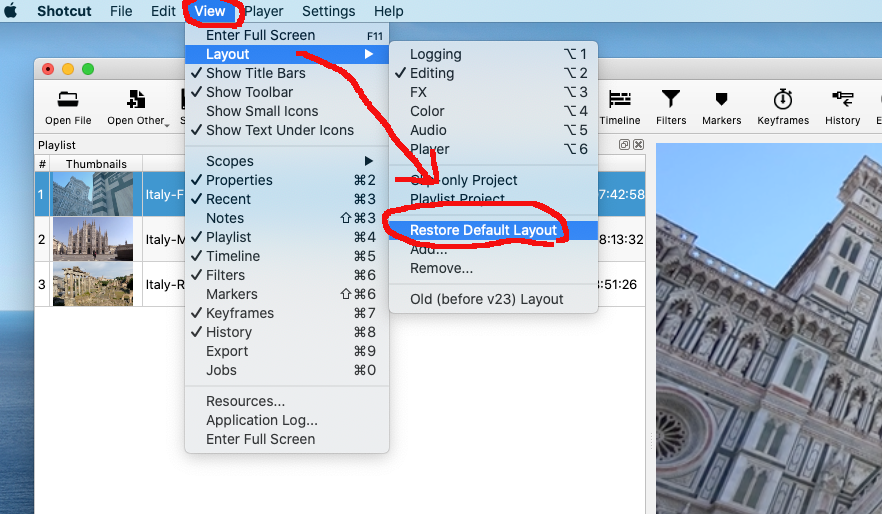 Shotcut File Edit View Player Settings Help
Enter Full Screen F11
Layout
Show Title Bars
Show Toolbar
Show Small Icons
Show Text Under Icons
Scopes
Properties ⌘2
Recent ⌘3
Notes ⇧⌘3
Playlist ⌘4
Timeline ⌘5
Filters ⌘6
Markers ⇧⌘6
Keyframes ⌘7
History ⌘8
Export ⌘9
Jobs ⌘0
Resources...
Application Log...
Enter Full Screen
Logging ⌥1
Editing ⌥2
FX ⌥3
Color ⌥4
Audio ⌥5
Player ⌥6
only Project
Playlist Project
Restore Default Layout
Add...
Remove...
Old (before v23) Layout
Open File Open Other Timeline Filters Markers Keyframes History
Playlist
# Thumbnails
1 Italy-F 7:42:58
2 Italy-M 8:13:32
3 Italy-R :51:26